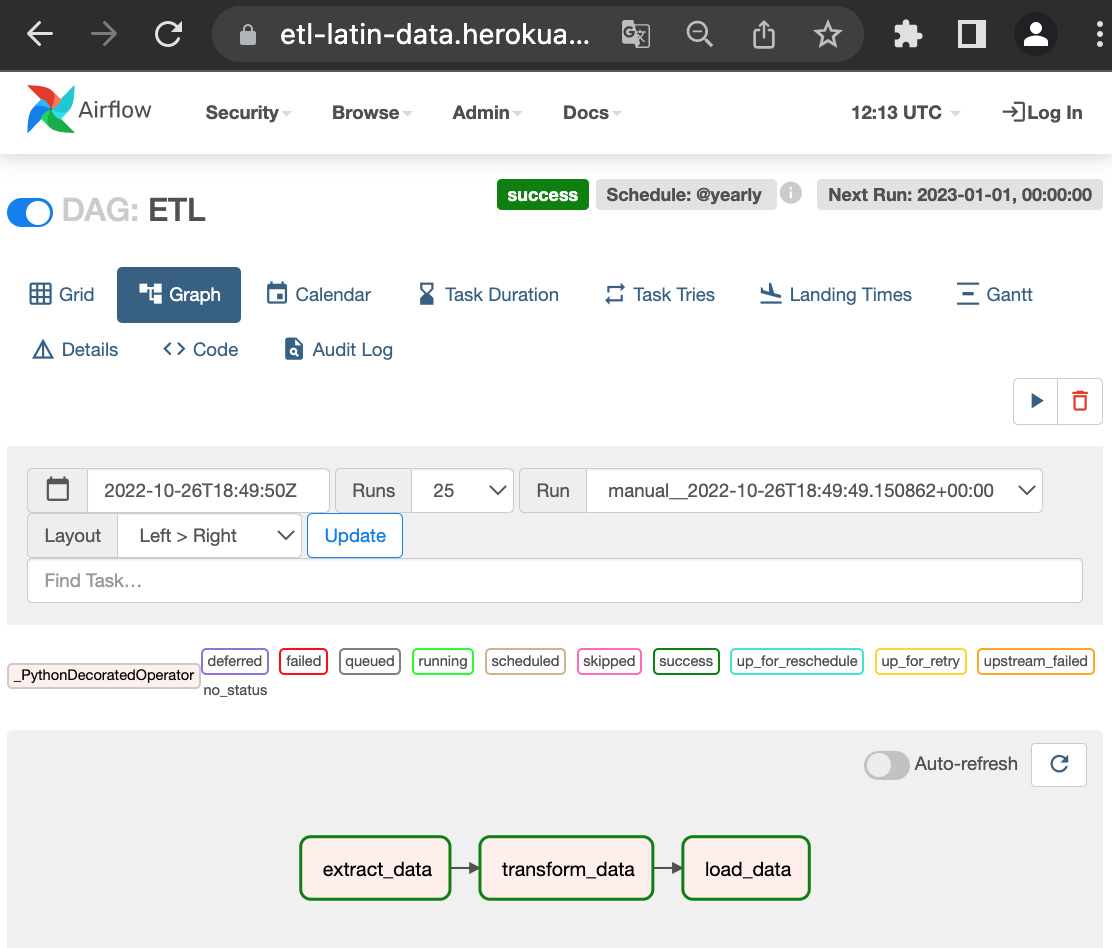 etl-latin-data.herokua...
Airflow Security Browse Admin Docs 12:13 UTC Log In
DAG: ETL success Schedule: @yearly i Next Run: 2023-01-01, 00:00:00
Grid Graph Calendar Task Duration Task Tries Landing Times Gantt
Details Code Audit Log
2022-10-26T18:49:50Z Runs 25 Run manual__2022-10-26T18:49:49.150862+00:00
Layout Left > Right Update
Find Task…
_PythonDecoratedOperator deferred failed queued running scheduled skipped success up_for_reschedule up_for_retry upstream_failed
no_status
Auto-refresh
extract_data transform_data load_data